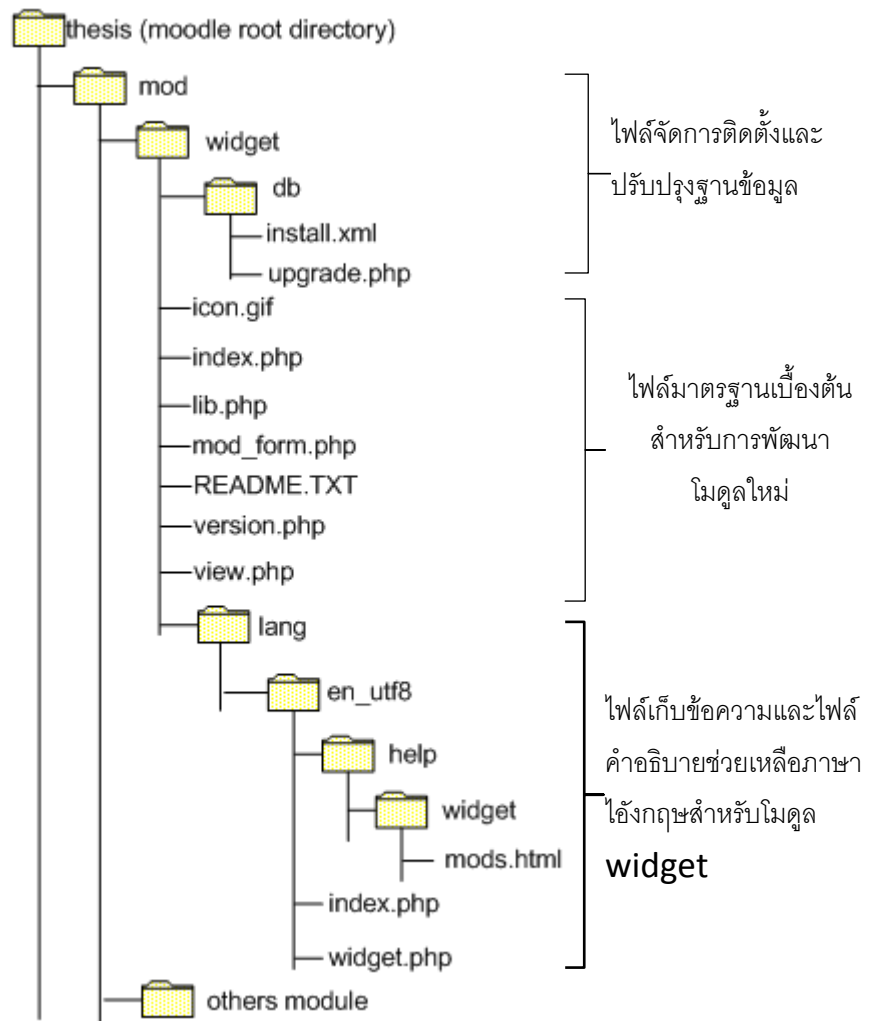 thesis (moodle root directory)
mod
widget
db
install.xml
upgrade.php
ไฟล์จัดการติดตั้งและ
ปรับปรุงฐานข้อมูล
icon.gif
index.php
lib.php
mod_form.php
README.TXT
version.php
view.php
ไฟล์มาตรฐานเบื้องต้น
สำหรับการพัฒนา
โมดูลใหม่
lang
en_utf8
help
widget
mods.html
index.php
widget.php
ไฟล์เก็บข้อความและไฟล์
คำอธิบายช่วยเหลือภาษา
ไอังกฤษสำหรับโมดูล
widget
others module